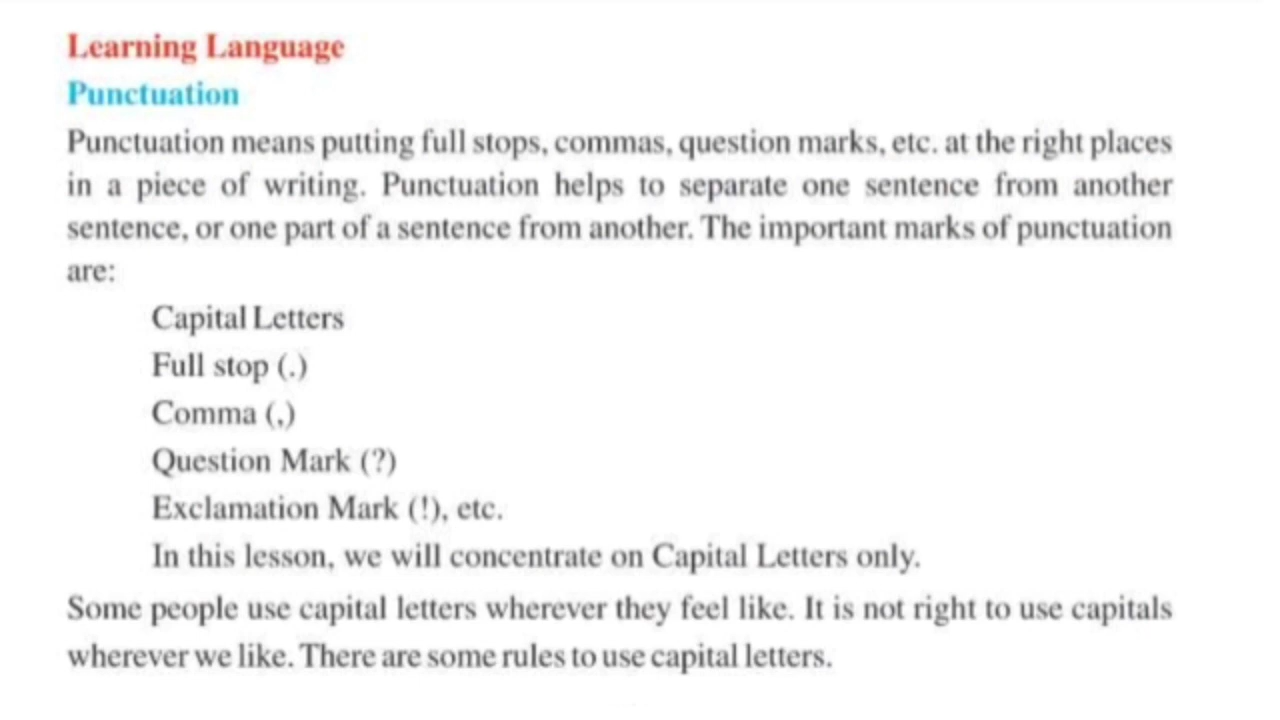 Learning Language
Punctuation
Punctuation means putting full stops, commas, question marks, etc. at the right places
in a piece of writing. Punctuation helps to separate one sentence from another
sentence, or one part of a sentence from another. The important marks of punctuation
are:
Capital Letters
Full stop (.)
Comma (,)
Question Mark (?)
Exclamation Mark (!), etc.
In this lesson, we will concentrate on Capital Letters only.
Some people use capital letters wherever they feel like. It is not right to use capitals
wherever we like. There are some rules to use capital letters.